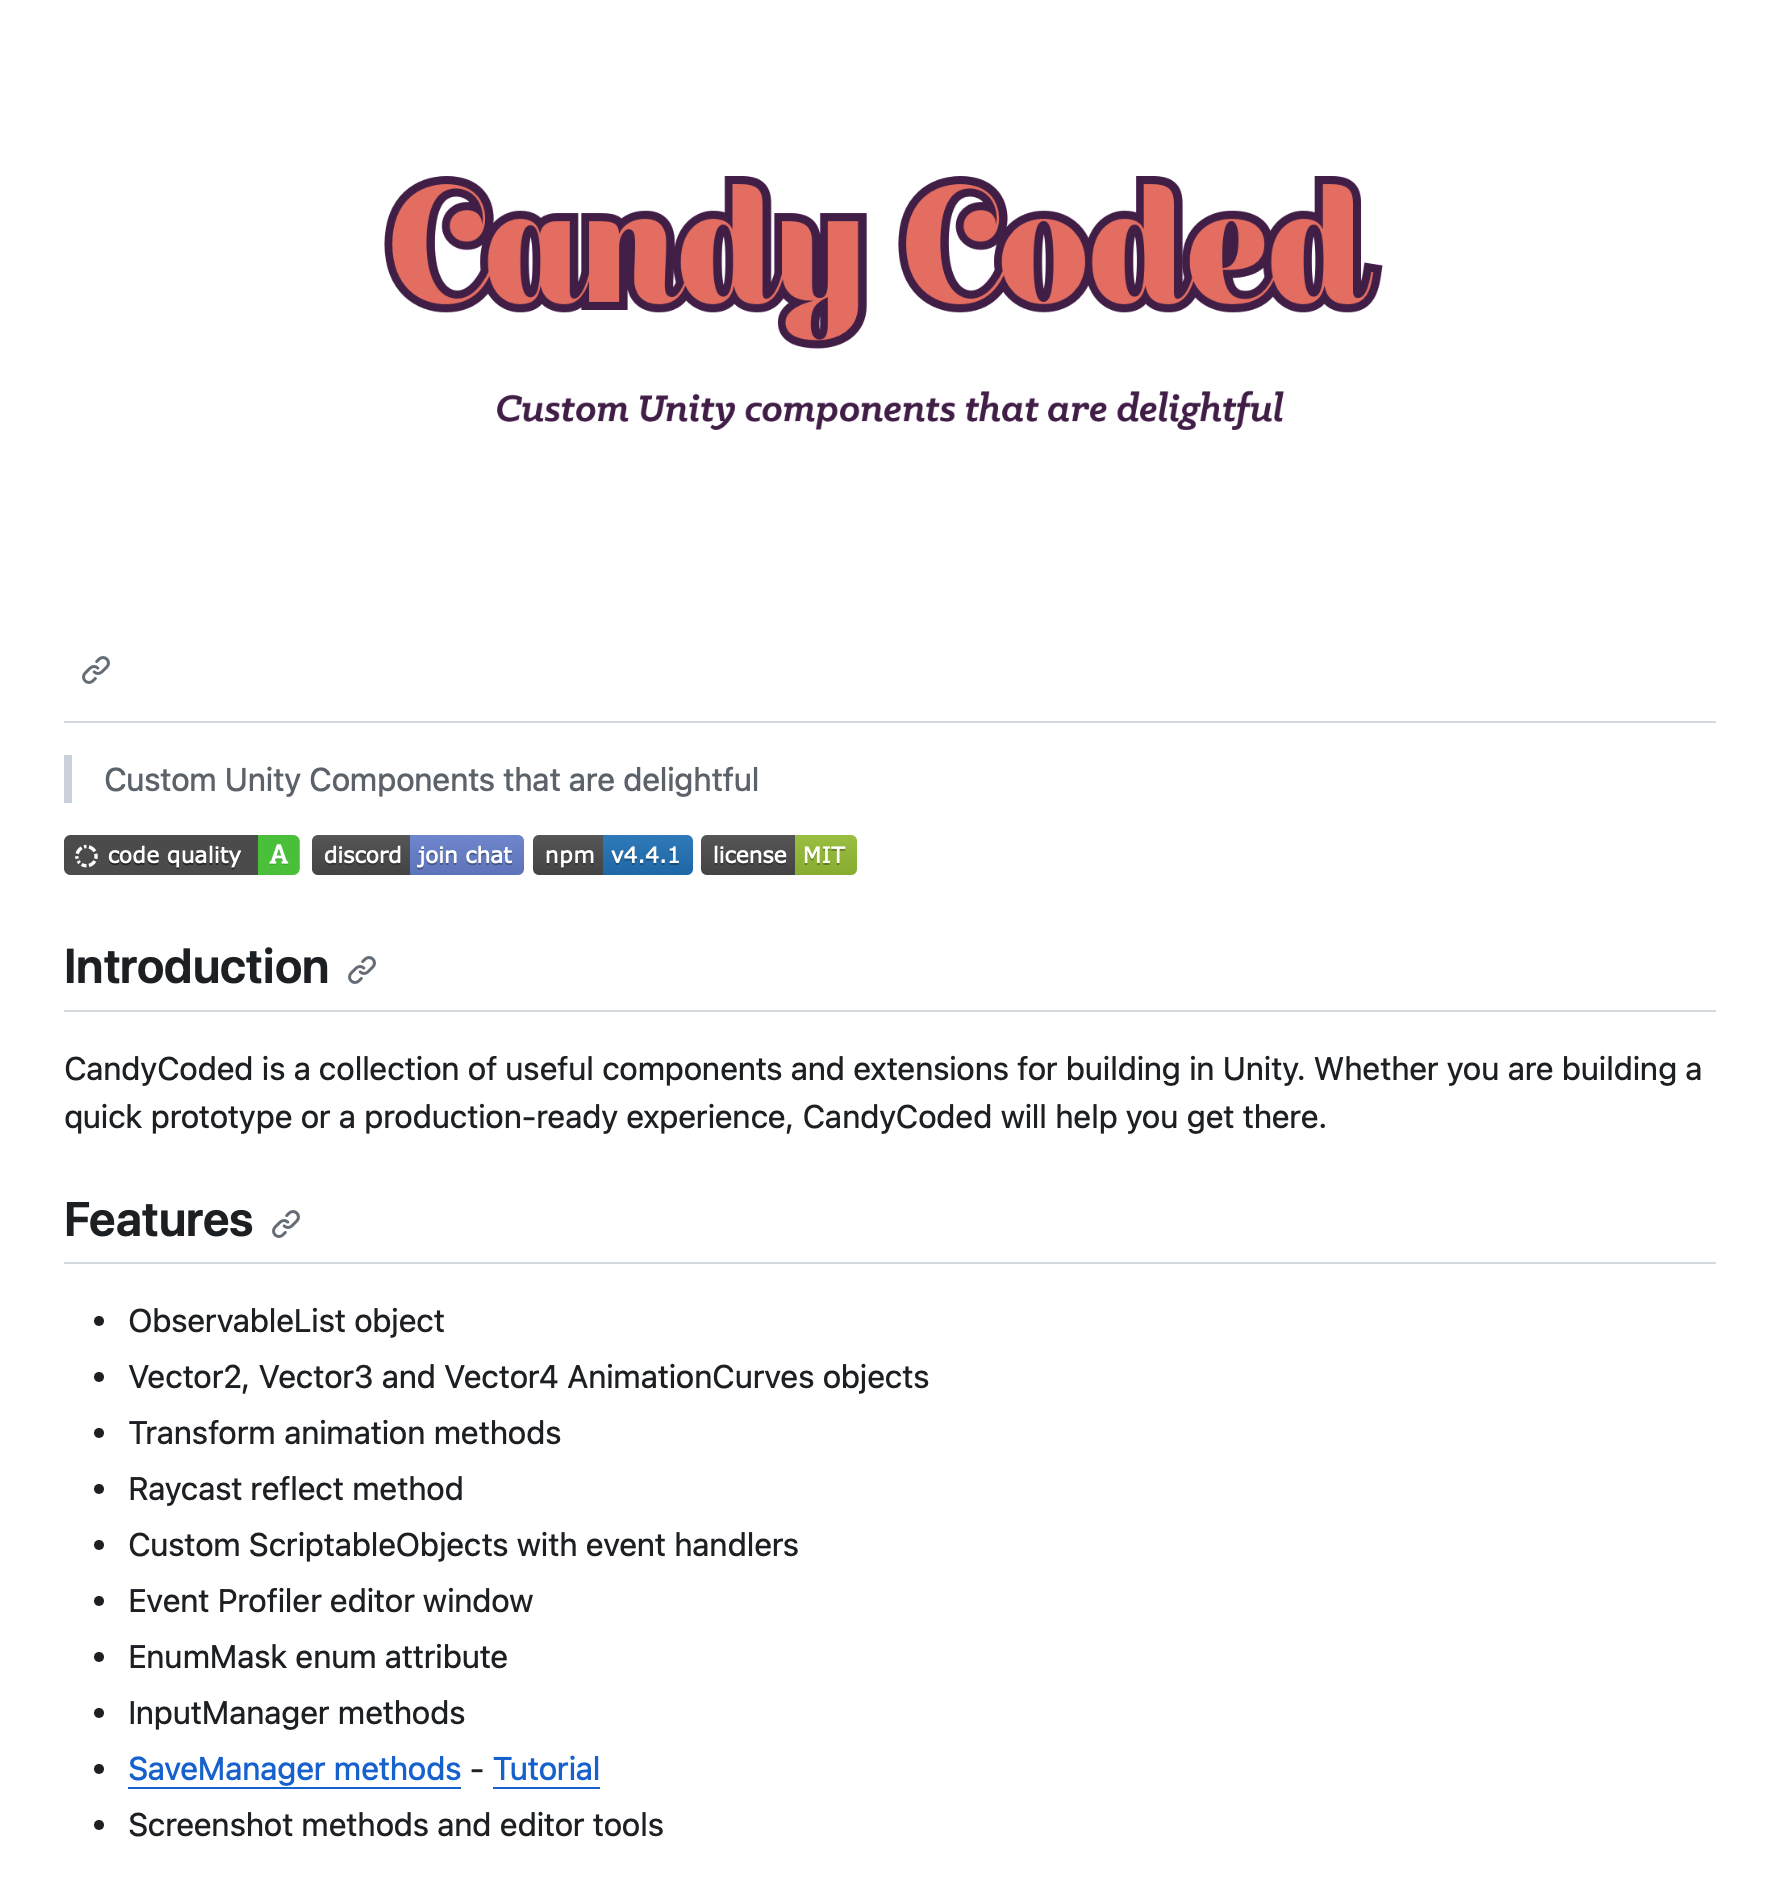 Candy Coded
Custom Unity components that are delightful
Custom Unity Components that are delightful
code quality A discord join chat npm v4.4.1 license MIT
Introduction
CandyCoded is a collection of useful components and extensions for building in Unity. Whether you are building a
quick prototype or a production-ready experience, CandyCoded will help you get there.
Features
• ObservableList object
• Vector2, Vector3 and Vector4 AnimationCurves objects
• Transform animation methods
• Raycast reflect method
• Custom ScriptableObjects with event handlers
• Event Profiler editor window
• EnumMask enum attribute
• InputManager methods
• SaveManager methods - Tutorial
• Screenshot methods and editor tools